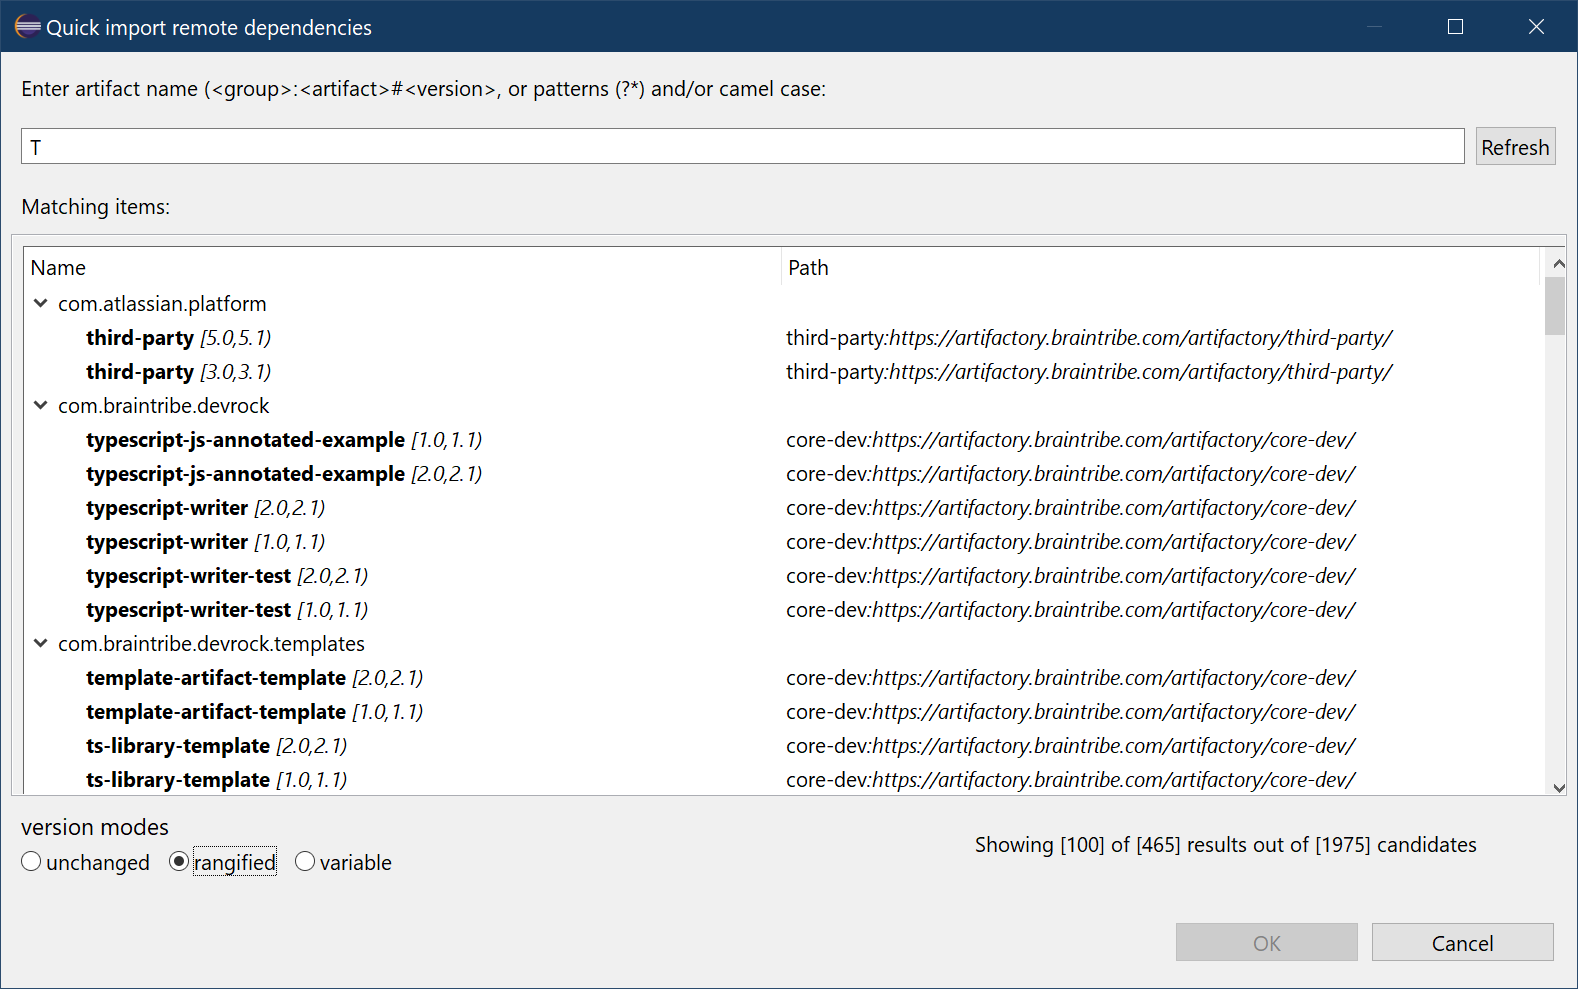 Quick import remote dependencies
Enter artifact name (<group>:<artifact>#<version>, or patterns (?*) and/or camel case:
T
Refresh
Matching items:
Name Path
com.atlassian.platform
third-party [5.0,5.1) third-party:https://artifactory.braintribe.com/artifactory/third-party/
third-party [3.0,3.1) third-party:https://artifactory.braintribe.com/artifactory/third-party/
com.braintribe.devrock
typescript-js-annotated-example [1.0,1.1) core-dev:https://artifactory.braintribe.com/artifactory/core-dev/
typescript-js-annotated-example [2.0,2.1) core-dev:https://artifactory.braintribe.com/artifactory/core-dev/
typescript-writer [2.0,2.1) core-dev:https://artifactory.braintribe.com/artifactory/core-dev/
typescript-writer [1.0,1.1) core-dev:https://artifactory.braintribe.com/artifactory/core-dev/
typescript-writer-test [2.0,2.1) core-dev:https://artifactory.braintribe.com/artifactory/core-dev/
typescript-writer-test [1.0,1.1) core-dev:https://artifactory.braintribe.com/artifactory/core-dev/
com.braintribe.devrock.templates
template-artifact-template [2.0,2.1) core-dev:https://artifactory.braintribe.com/artifactory/core-dev/
template-artifact-template [1.0,1.1) core-dev:https://artifactory.braintribe.com/artifactory/core-dev/
ts-library-template [2.0,2.1) core-dev:https://artifactory.braintribe.com/artifactory/core-dev/
ts-library-template [1.0,1.1) core-dev:https://artifactory.braintribe.com/artifactory/core-dev/
version modes
unchanged rangified variable
Showing [100] of [465] results out of [1975] candidates
OK Cancel